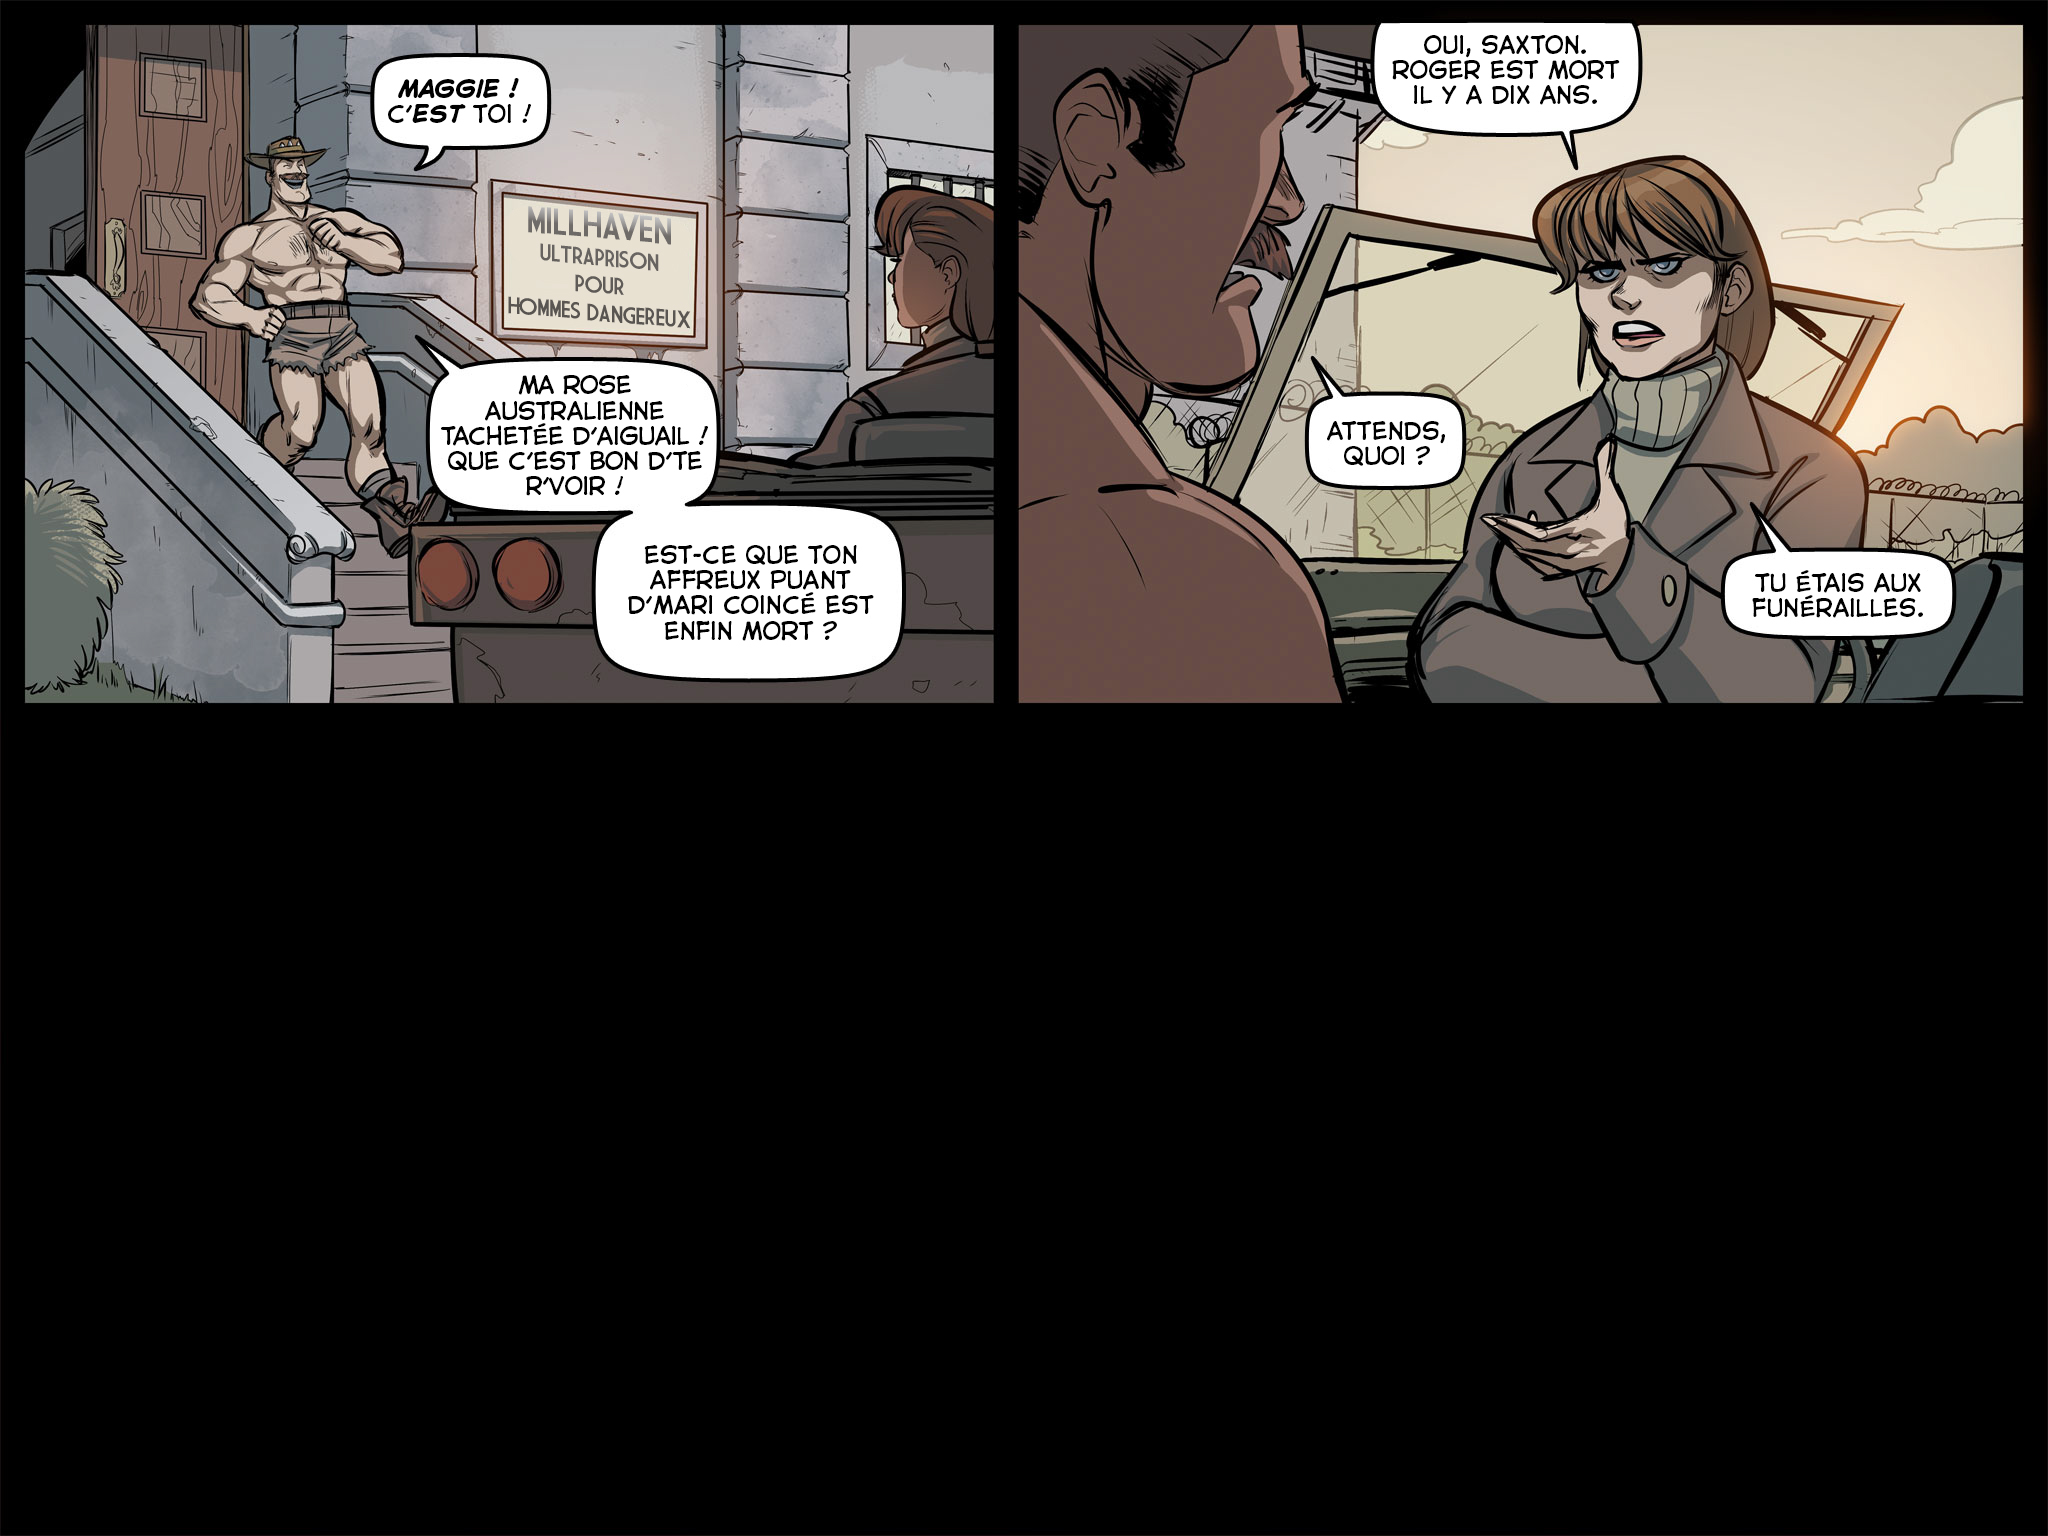 MAGGIE !
C'EST TOI !
MILLHAVEN
ULTRAPRISON
POUR
HOMMES DANGEREUX
MA ROSE
AUSTRALIENNE
TACHETÉE D'AIGUAIL !
QUE C'EST BON D'TE
R'VOIR !
EST-CE QUE TON
AFFREUX PUANT
D'MARI COINCÉ EST
ENFIN MORT ?
OUI, SAXTON.
ROGER EST MORT
IL Y A DIX ANS.
ATTENDS,
QUOI ?
TU ÉTAIS AUX
FUNÉRAILLES.